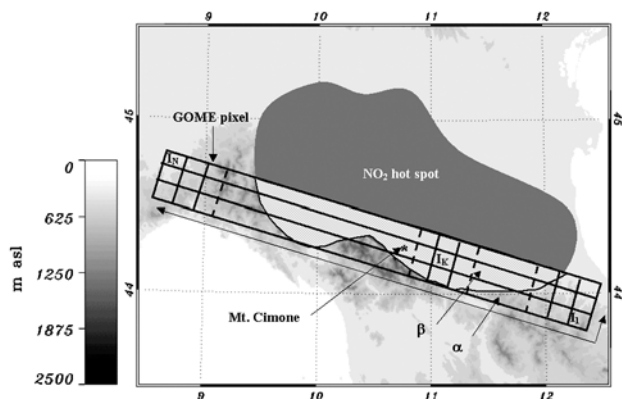 9 10 11 12
45 45
GOME pixel
I_N
NO₂ hot spot
0
625
1250
1875
2500
m asl
*
I_K
44 44
Mt. Cimone
β
α
I_1
9 10 11 12